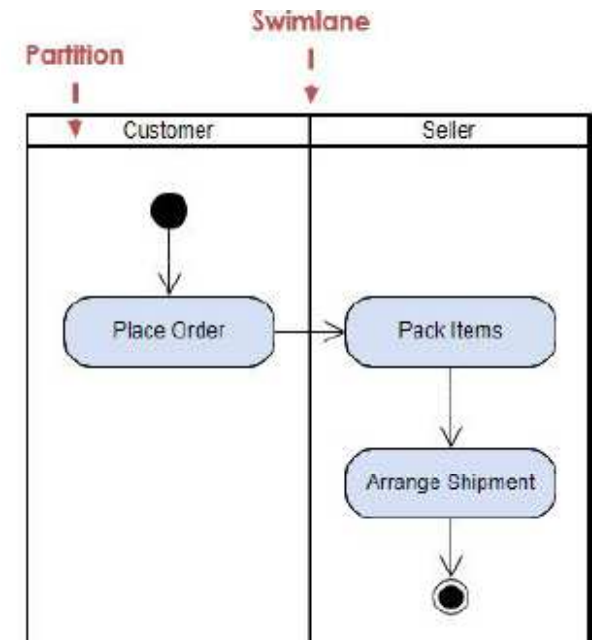 Swimlane
Partition
Customer
Seller
Place Order
Pack Items
Arrange Shipment